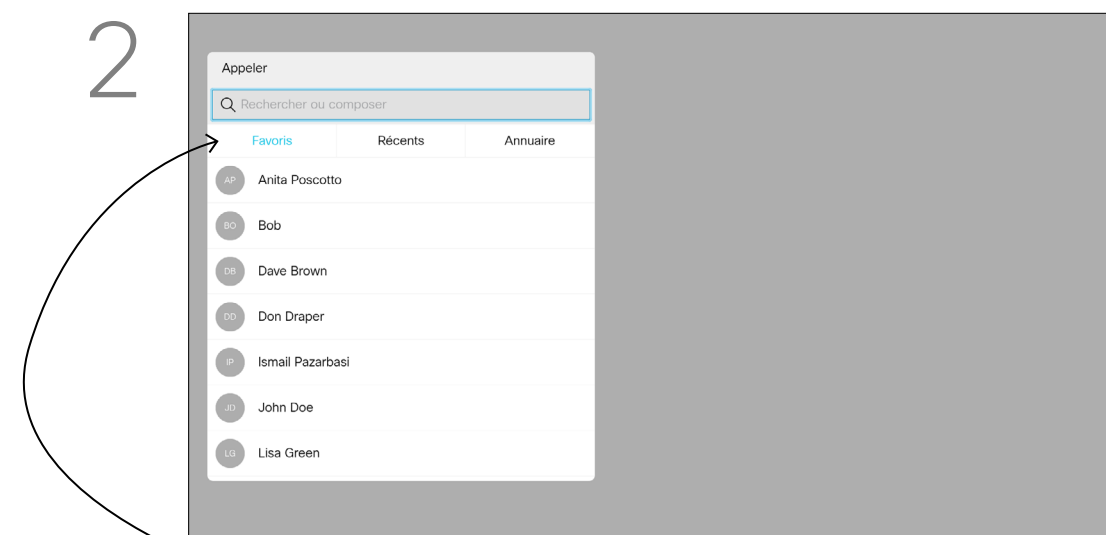 2
Appeler
Rechercher ou composer
Favoris Récents Annuaire
AP Anita Poscotto
BO Bob
DB Dave Brown
DD Don Draper
IP Ismail Pazarbasi
JD John Doe
LG Lisa Green